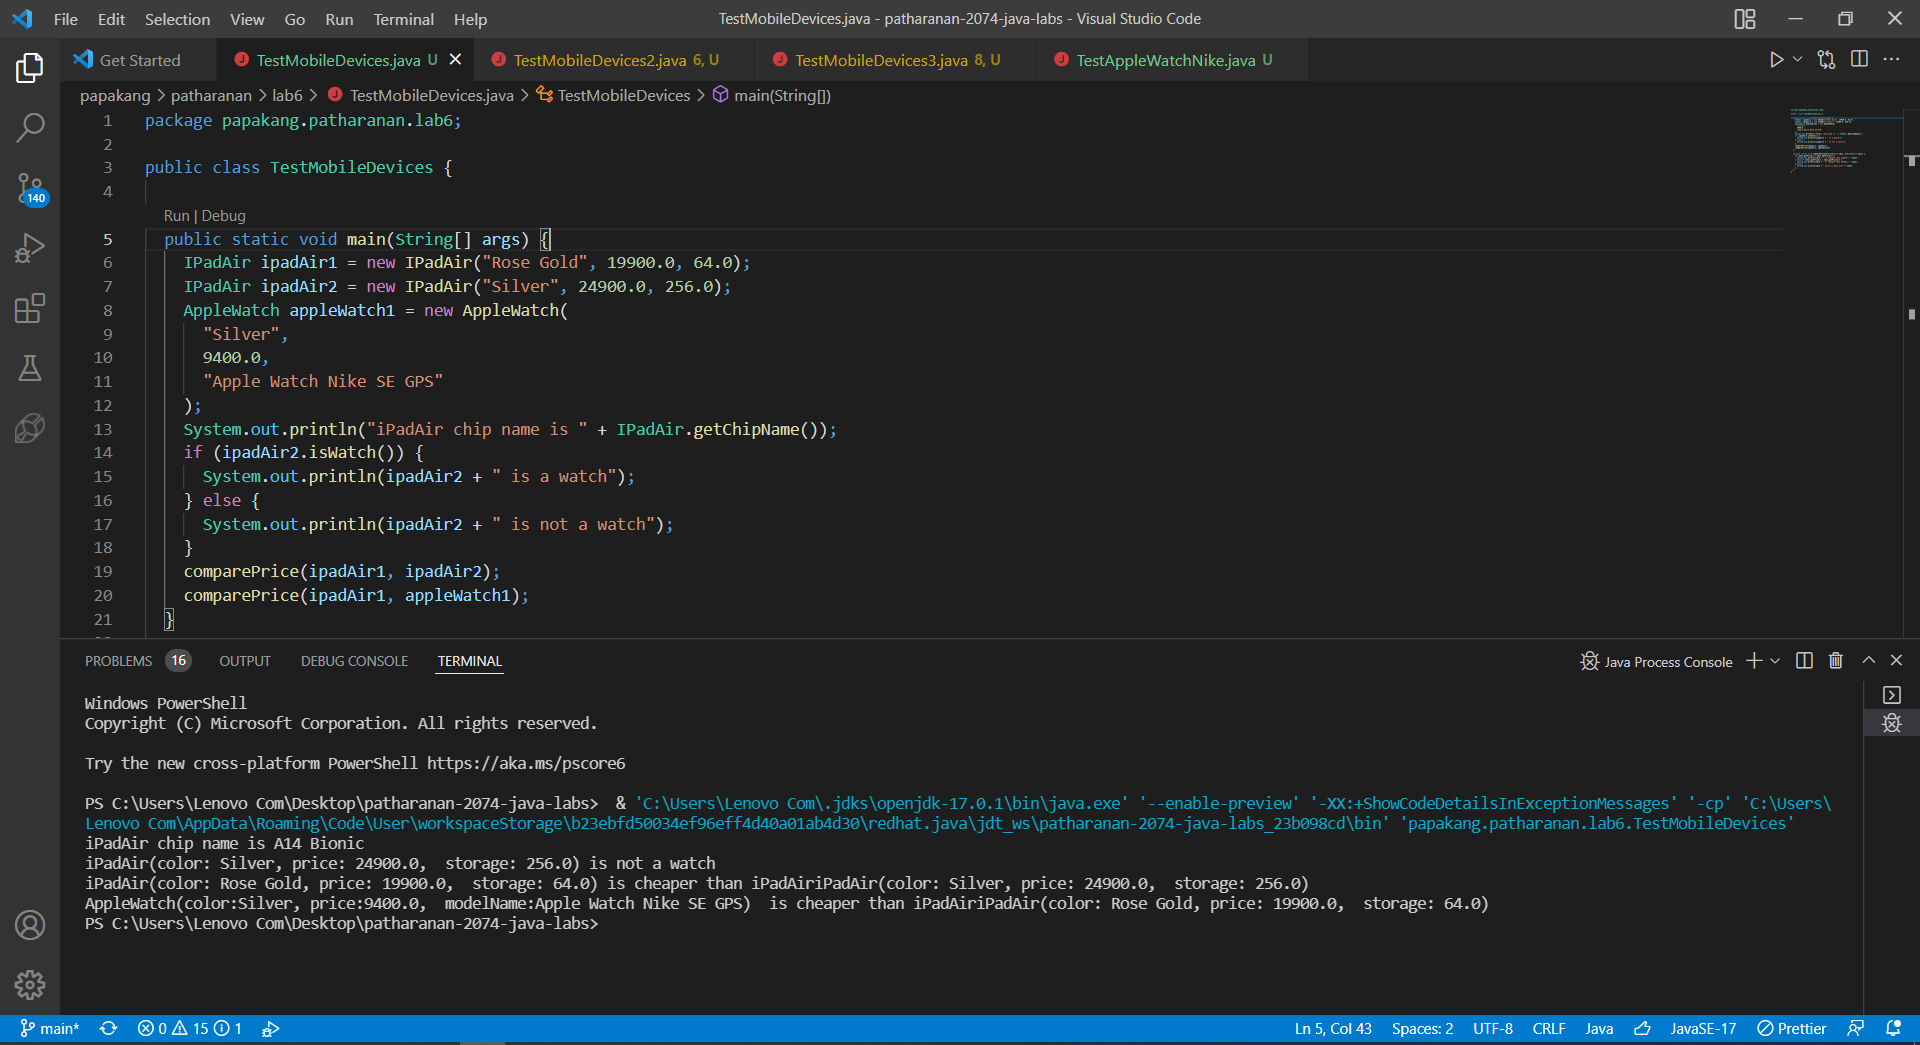 File Edit Selection View Go Run Terminal Help
TestMobileDevices.java - patharanan-2074-java-labs - Visual Studio Code
Get Started
TestMobileDevices.java U
TestMobileDevices2.java 6, U
TestMobileDevices3.java 8, U
TestAppleWatchNike.java U
papakang > patharanan > lab6 > TestMobileDevices.java > TestMobileDevices > main(String[])
1 package papakang.patharanan.lab6;
2
3 public class TestMobileDevices {
4
140
Run | Debug
5 public static void main(String[] args) {
6 IPadAir ipadAir1 = new IPadAir("Rose Gold", 19900.0, 64.0);
7 IPadAir ipadAir2 = new IPadAir("Silver", 24900.0, 256.0);
8 AppleWatch appleWatch1 = new AppleWatch(
9 "Silver",
10 9400.0,
11 "Apple Watch Nike SE GPS"
12 );
13 System.out.println("iPadAir chip name is " + IPadAir.getChipName());
14 if (ipadAir2.isWatch()) {
15 System.out.println(ipadAir2 + " is a watch");
16 } else {
17 System.out.println(ipadAir2 + " is not a watch");
18 }
19 comparePrice(ipadAir1, ipadAir2);
20 comparePrice(ipadAir1, appleWatch1);
21 }
PROBLEMS 16 OUTPUT DEBUG CONSOLE TERMINAL
Java Process Console
Windows PowerShell
Copyright (C) Microsoft Corporation. All rights reserved.
Try the new cross-platform PowerShell https://aka.ms/pscore6
PS C:\Users\Lenovo Com\Desktop\patharanan-2074-java-labs>  & 'C:\Users\Lenovo Com\.jdks\openjdk-17.0.1\bin\java.exe' '--enable-preview' '-XX:+ShowCodeDetailsInExceptionMessages' '-cp' 'C:\Users\
Lenovo Com\AppData\Roaming\Code\User\workspaceStorage\b23ebfd50034ef96eff4d40a01ab4d30\redhat.java\jdt_ws\patharanan-2074-java-labs_23b098cd\bin' 'papakang.patharanan.lab6.TestMobileDevices'
iPadAir chip name is A14 Bionic
iPadAir(color: Silver, price: 24900.0,  storage: 256.0) is not a watch
iPadAir(color: Rose Gold, price: 19900.0,  storage: 64.0) is cheaper than iPadAiriPadAir(color: Silver, price: 24900.0,  storage: 256.0)
AppleWatch(color:Silver, price:9400.0,  modelName:Apple Watch Nike SE GPS)  is cheaper than iPadAiriPadAir(color: Rose Gold, price: 19900.0,  storage: 64.0)
PS C:\Users\Lenovo Com\Desktop\patharanan-2074-java-labs>
main* 0 15 1
Ln 5, Col 43 Spaces: 2 UTF-8 CRLF Java JavaSE-17 Prettier